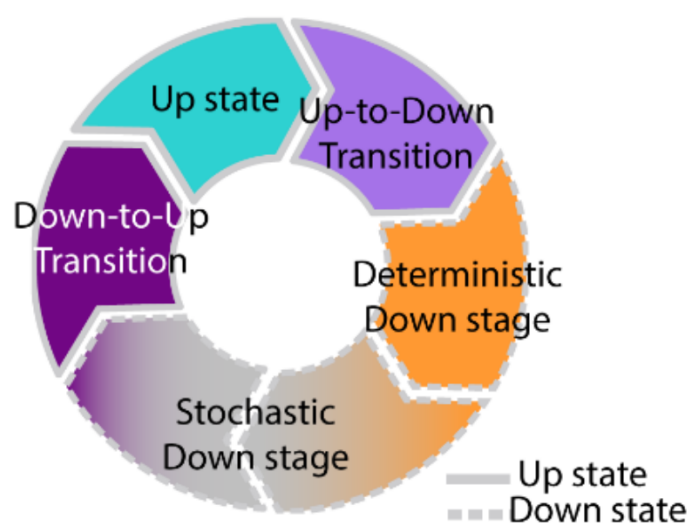 Up state
Up-to-Down
Transition
Down-to-Up
Transition
Deterministic
Down stage
Stochastic
Down stage
Up state
Down state